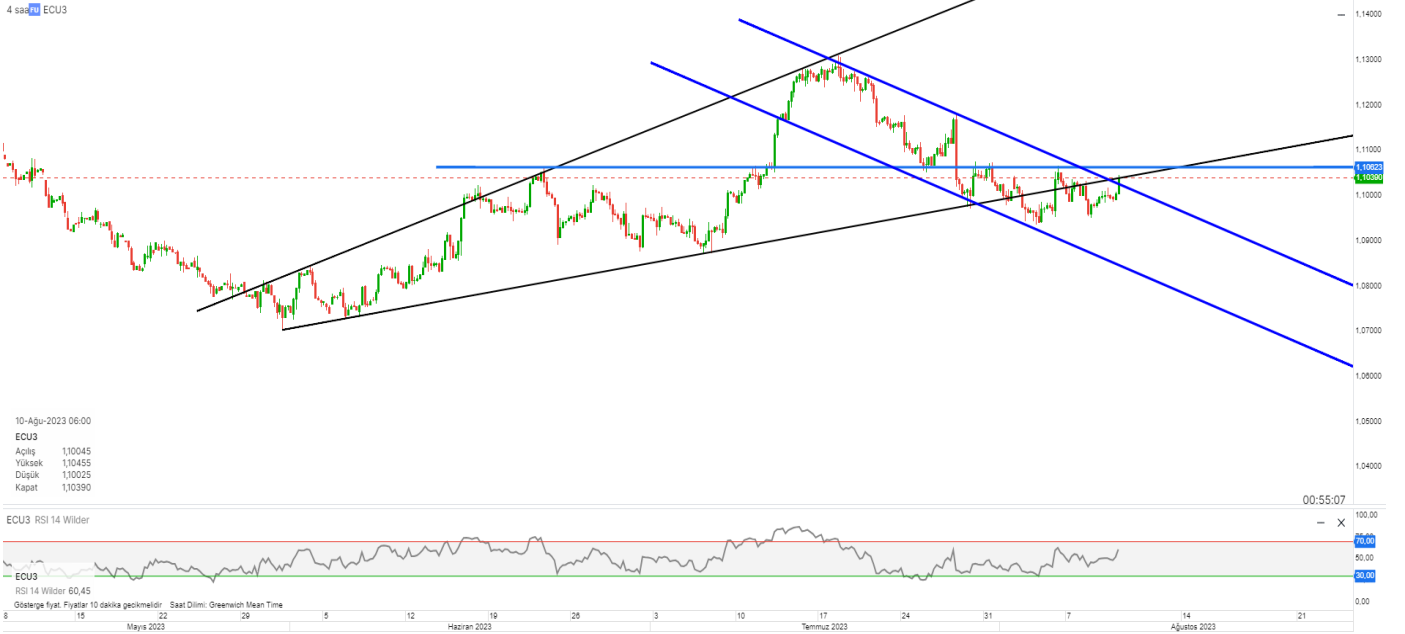 4 saa FU ECU3
1,14000
1,13000
1,12000
1,11000
1,10623
1,10390
1,10000
1,09000
1,08000
1,07000
1,06000
1,05000
1,04000
10-Ağu-2023 06:00
ECU3
Açılış 1,10045
Yüksek 1,10455
Düşük 1,10025
Kapat 1,10390
00:55:07
ECU3 RSI 14 Wilder
100,00
70,00
50,00
30,00
0,00
ECU3
RSI 14 Wilder 60,45
Gösterge fiyat. Fiyatlar 10 dakika gecikmelidir Saat Dilimi: Greenwich Mean Time
8 15 22 29 5 12 19 26 3 10 17 24 31 7 14 21
Mayıs 2023 Haziran 2023 Temmuz 2023 Ağustos 2023